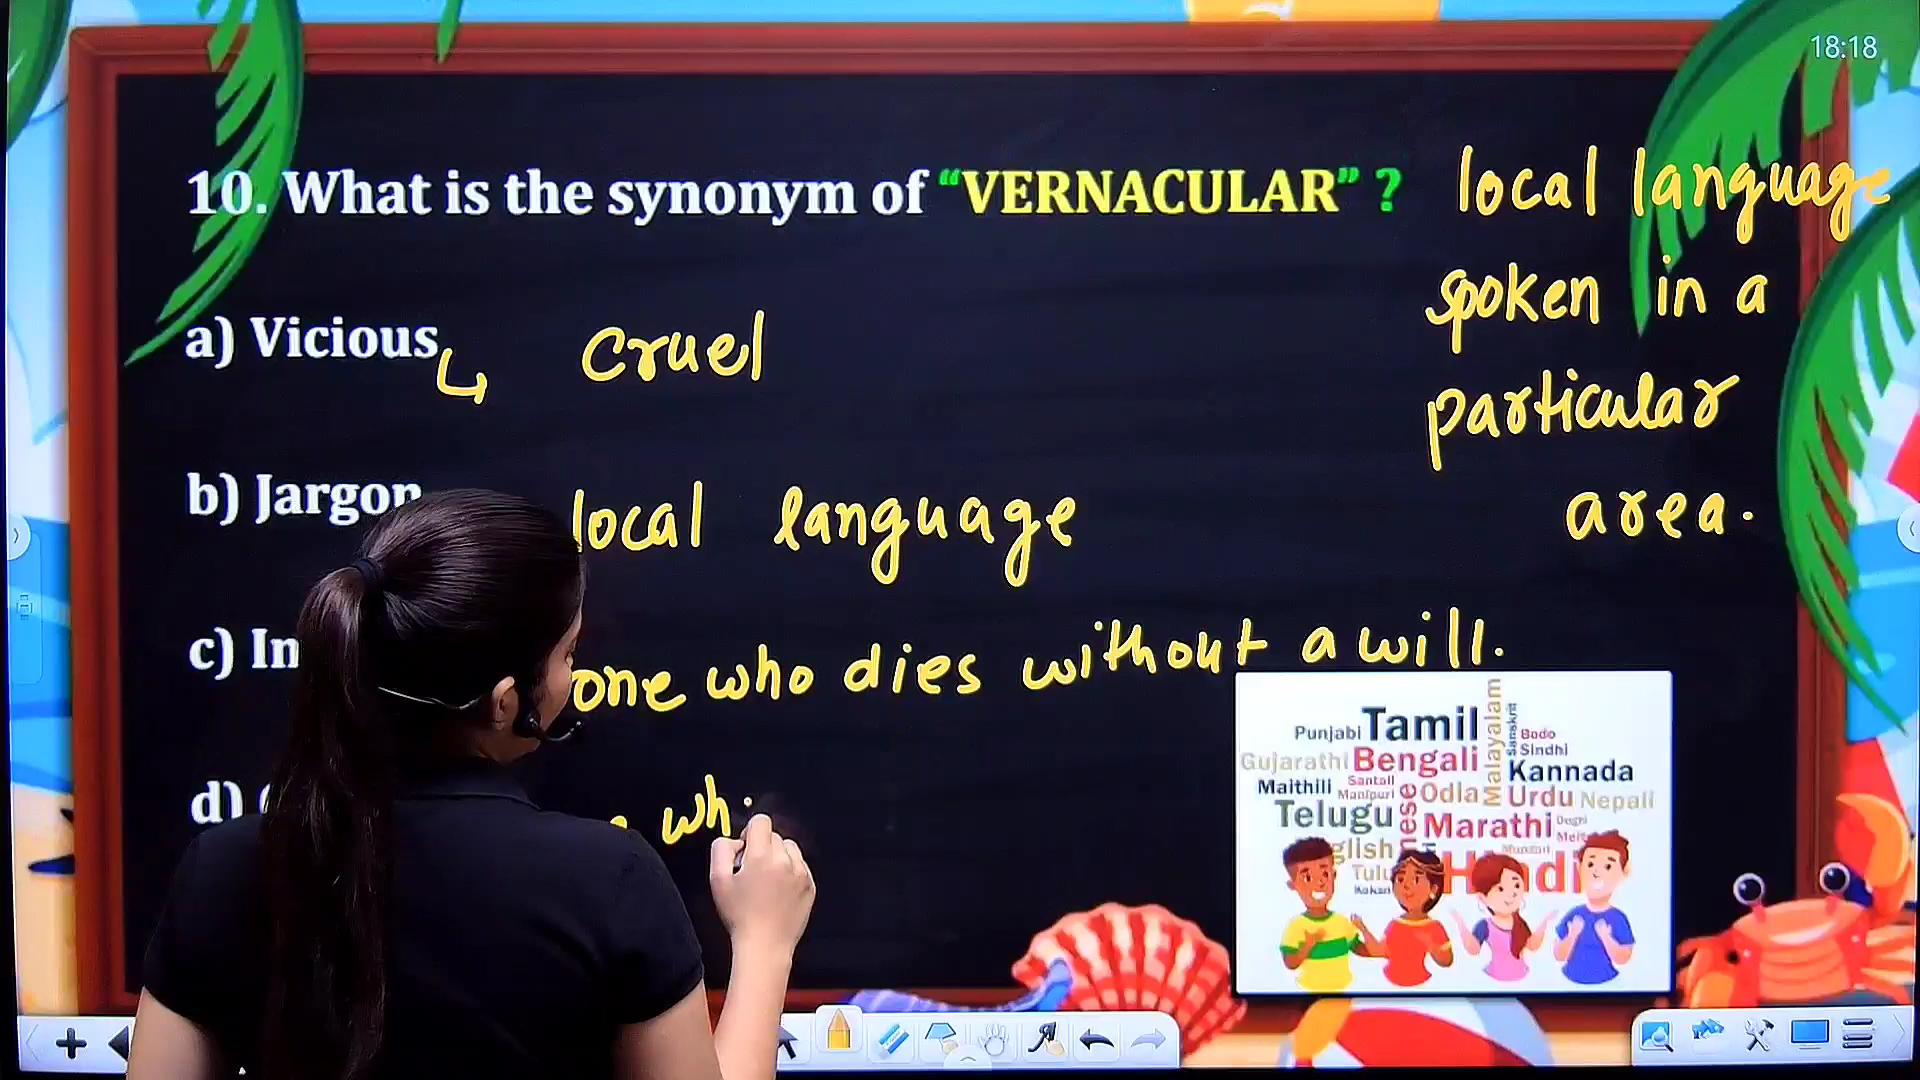 18:18
10. What is the synonym of “VERNACULAR” ?
local language
spoken in a
particular
area.
a) Vicious
cruel
b) Jargon
local language
c) In
one who dies without a will.
d)
Punjabi Tamil Malayalam Sanskrit Bodo
Sindhi
Gujarathi Bengali Kannada
Maithili Santali
Manipuri Odia Urdu Nepali
Telugu Marathi Dogri
glish
Tulu